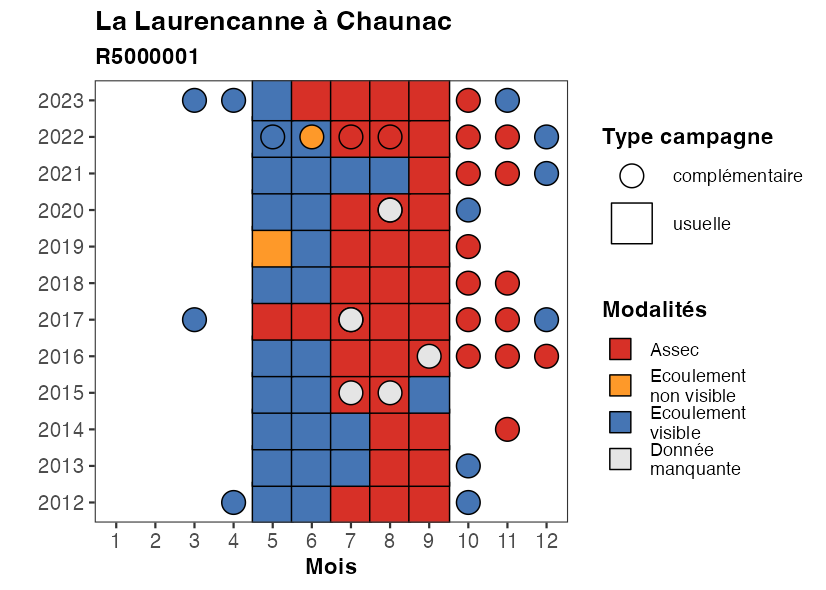 La Laurencanne à Chaunac
R5000001
2023
2022
2021
2020
2019
2018
2017
2016
2015
2014
2013
2012
1 2 3 4 5 6 7 8 9 10 11 12
Mois
Type campagne
complémentaire
usuelle
Modalités
Assec
Ecoulement
non visible
Ecoulement
visible
Donnée
manquante